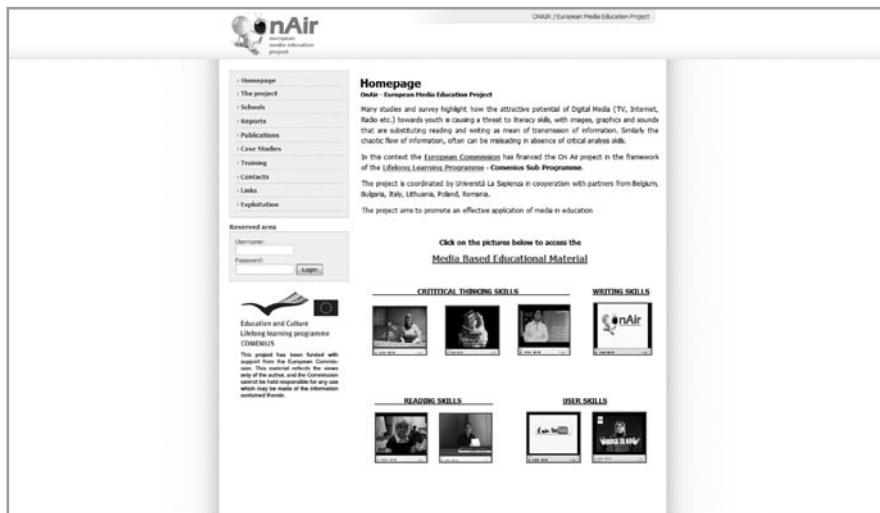 ONAIR / European Media Education Project
OnAir
european
media education
project
Homepage
The project
Schools
Reports
Publications
Case Studies
Training
Contacts
Links
Exploitation
Reserved area
Username:
Password:
Login
Education and Culture
Lifelong learning programme
COMENIUS
This project has been funded with
support from the European Commis-
sion. This material reflects the views
only of the author, and the Commission
cannot be held responsible for any use
which may be made of the information
contained therein.
Homepage
OnAir - European Media Education Project
Many studies and survey highlight how the attractive potential of Digital Media (TV, Internet,
Radio etc.) towards youth is causing a threat to literacy skills, with images, graphics and sounds
that are substituting reading and writing as mean of transmission of information. Similarly the
chaotic flow of information, often can be misleading in absence of critical analysis skills.
In this context the European Commission has financed the On Air project in the framework
of the Lifelong Learning Programme - Comenius Sub-Programme.
The project is coordinated by Università La Sapienza in cooperation with partners from Belgium,
Bulgaria, Italy, Lithuania, Poland, Romania.
The project aims to promote an effective application of media in education
Click on the pictures below to access the
Media Based Educational Material
CRITITICAL THINKING SKILLS
WRITING SKILLS
OnAir
READING SKILLS
USER SKILLS